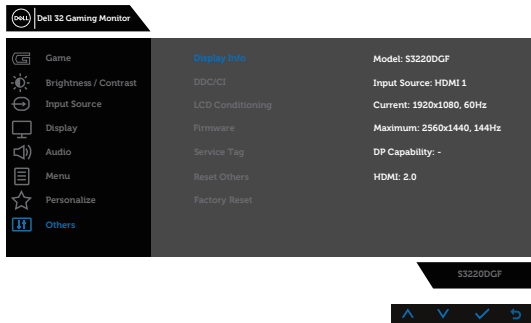 DELL
Dell 32 Gaming Monitor
Game
Brightness / Contrast
Input Source
Display
Audio
Menu
Personalize
Others
Display Info
DDC/CI
LCD Conditioning
Firmware
Service Tag
Reset Others
Factory Reset
Model: S3220DGF
Input Source: HDMI 1
Current: 1920x1080, 60Hz
Maximum: 2560x1440, 144Hz
DP Capability: -
HDMI: 2.0
S3220DGF